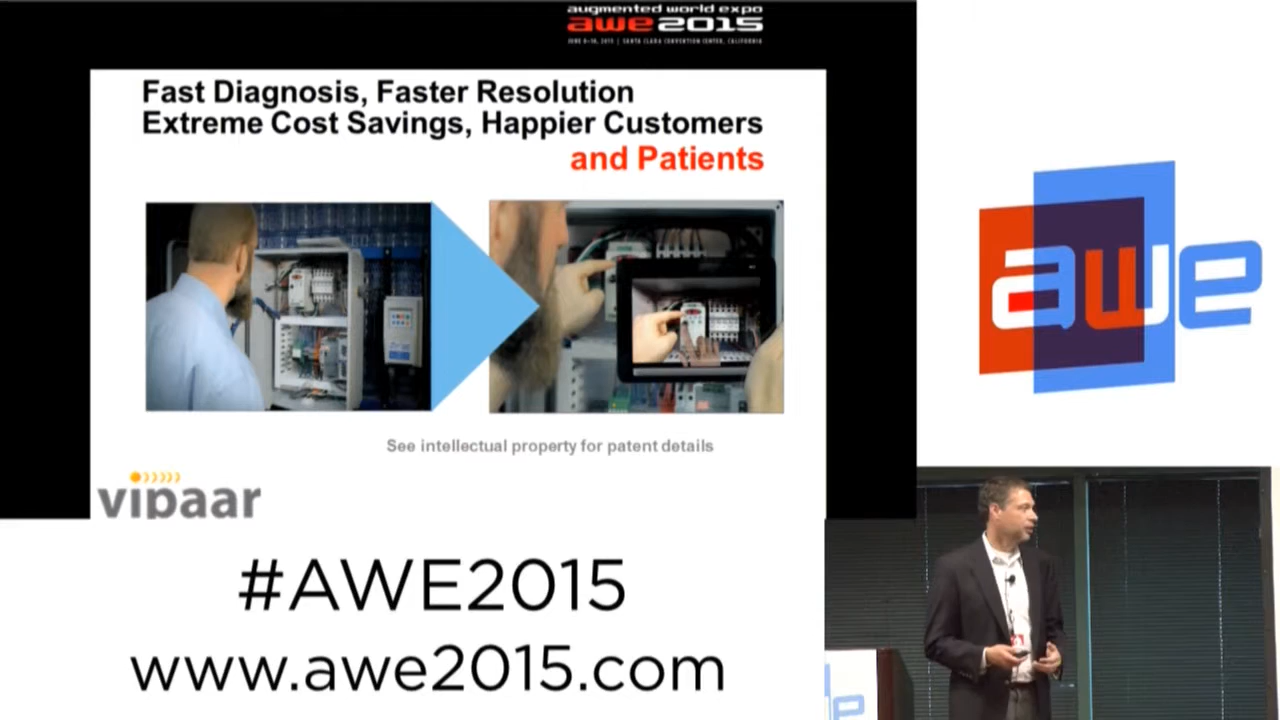 augmented world expo
awe2015
JUNE 8-10, 2015 | SANTA CLARA CONVENTION CENTER, CALIFORNIA
Fast Diagnosis, Faster Resolution
Extreme Cost Savings, Happier Customers
and Patients
See intellectual property for patent details
vipaar
#AWE2015
www.awe2015.com
awe